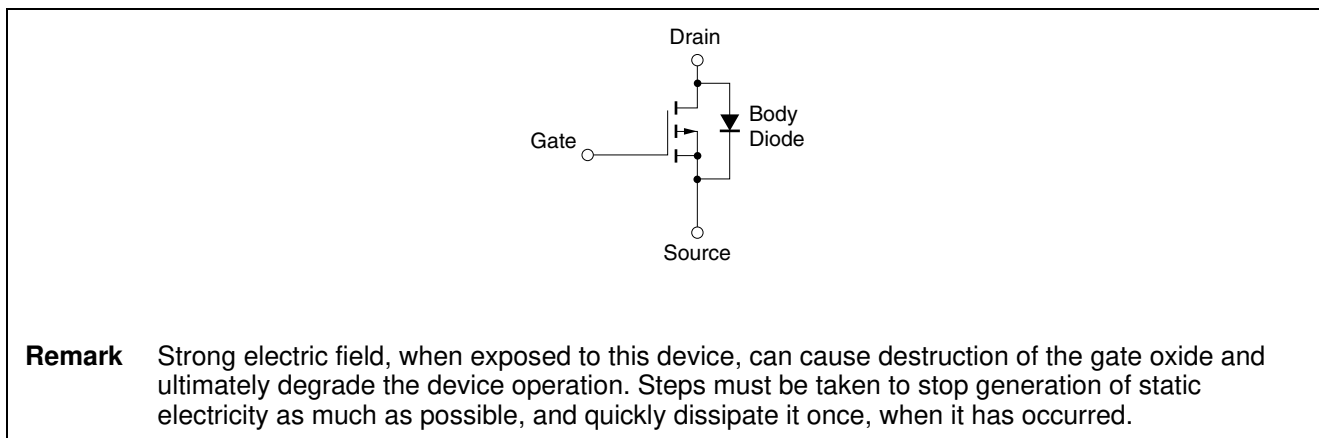 Drain
Body
Diode
Gate
Source
Remark Strong electric field, when exposed to this device, can cause destruction of the gate oxide and
ultimately degrade the device operation. Steps must be taken to stop generation of static
electricity as much as possible, and quickly dissipate it once, when it has occurred.